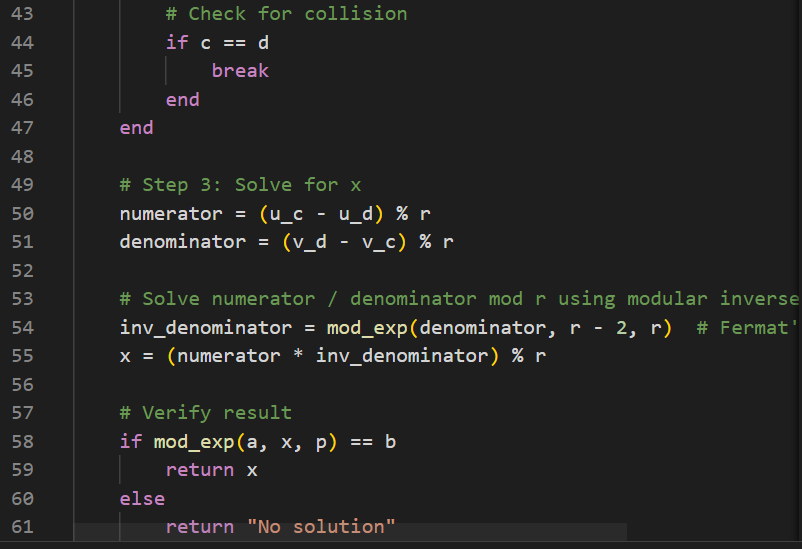 43 # Check for collision
44 if c == d
45 break
46 end
47 end
48
49 # Step 3: Solve for x
50 numerator = (u_c - u_d) % r
51 denominator = (v_d - v_c) % r
52
53 # Solve numerator / denominator mod r using modular inverse
54 inv_denominator = mod_exp(denominator, r - 2, r)  # Fermat'
55 x = (numerator * inv_denominator) % r
56
57 # Verify result
58 if mod_exp(a, x, p) == b
59 return x
60 else
61 return "No solution"